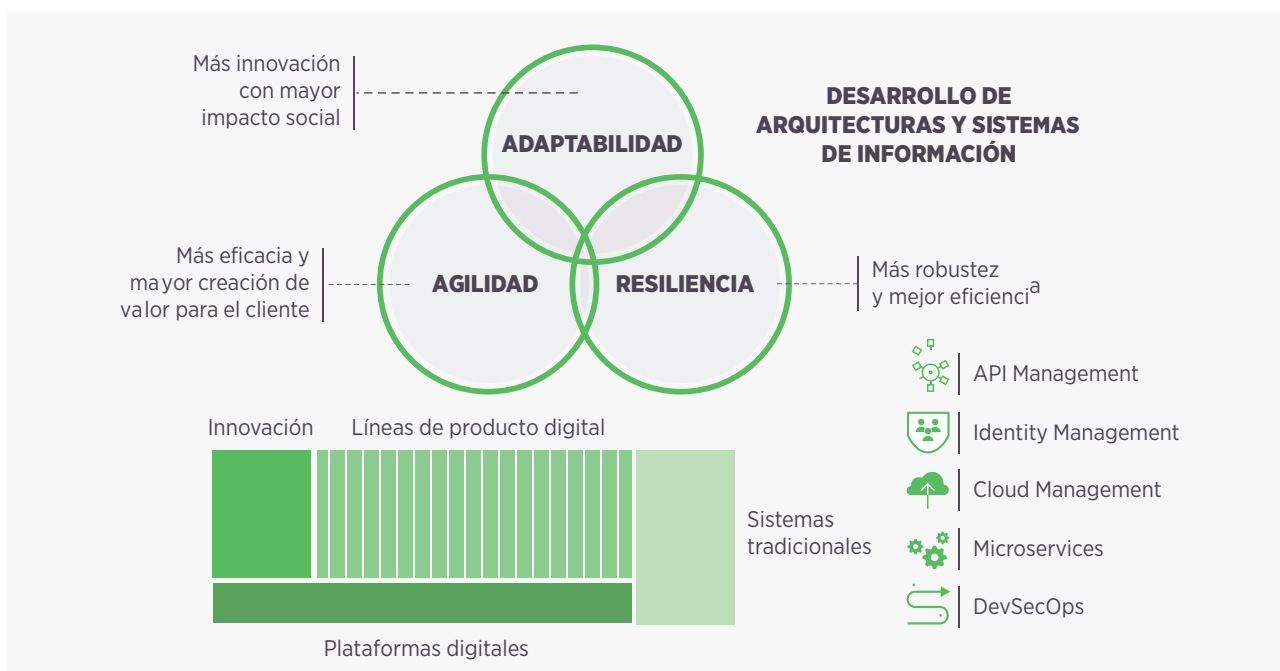 Más innovación
con mayor
impacto social
ADAPTABILIDAD
DESARROLLO DE
ARQUITECTURAS Y SISTEMAS
DE INFORMACIÓN
Más eficacia y
mayor creación de
valor para el cliente
AGILIDAD
RESILIENCIA
Más robustez
y mejor eficiencia
API Management
Identity Management
Cloud Management
Microservices
DevSecOps
Innovación
Líneas de producto digital
Sistemas
tradicionales
Plataformas digitales